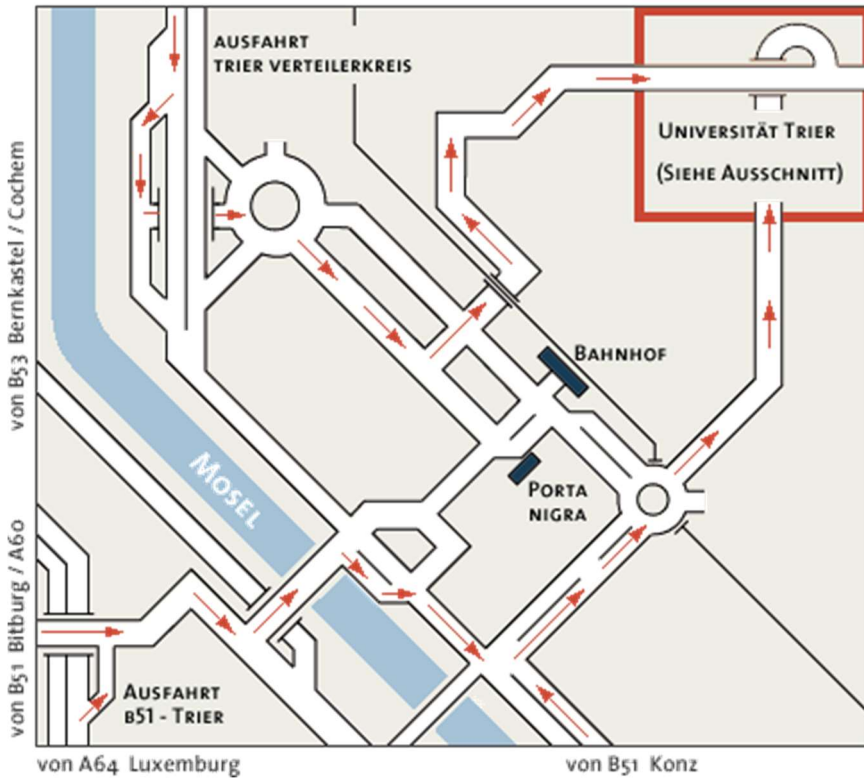 AUSFAHRT
TRIER VERTEILERKREIS
UNIVERSITÄT TRIER
(SIEHE AUSSCHNITT)
von B53 Bernkastel / Cochem
BAHNHOF
MOSEL
PORTA
NIGRA
von B51 Bitburg / A60
AUSFAHRT
B51 - TRIER
von A64 Luxemburg
von B51 Konz